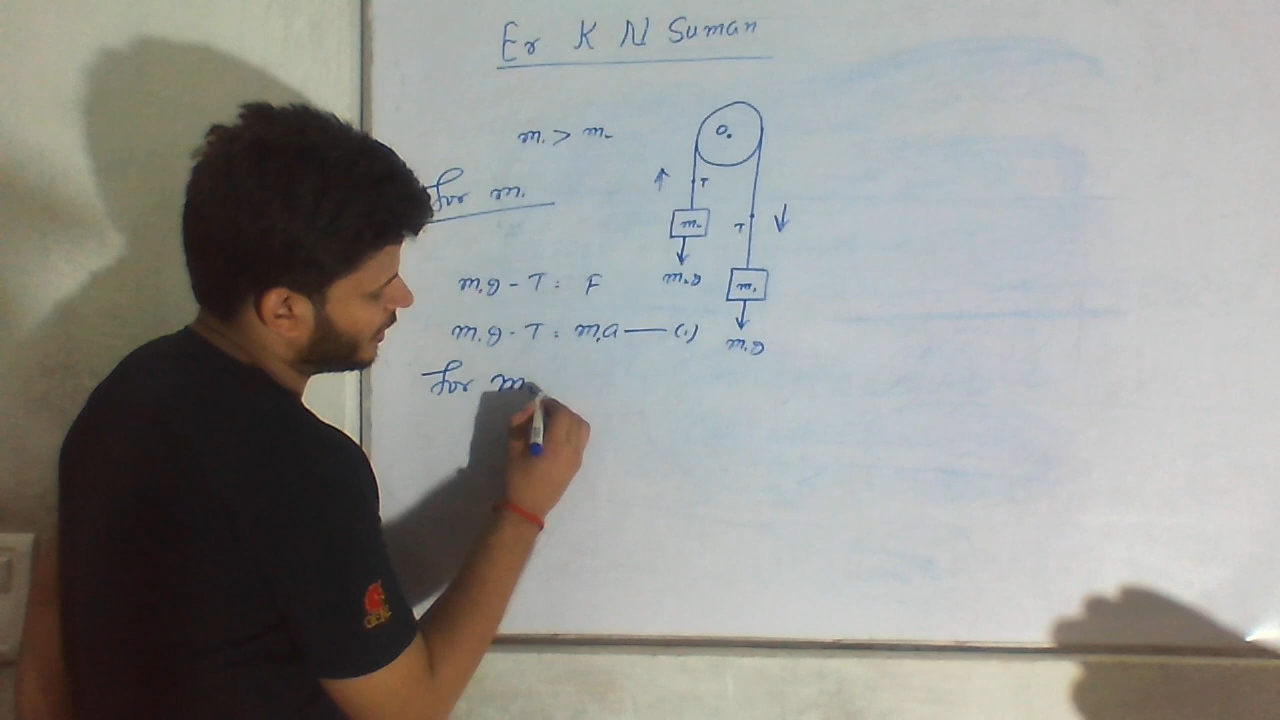 Er K N Suman
m₁ > m₂
for m₁
m₁g - T = F
m₁g - T = m₁a — (1)
for m
O
T
T
m₂
m₂g
m₁
m₁g